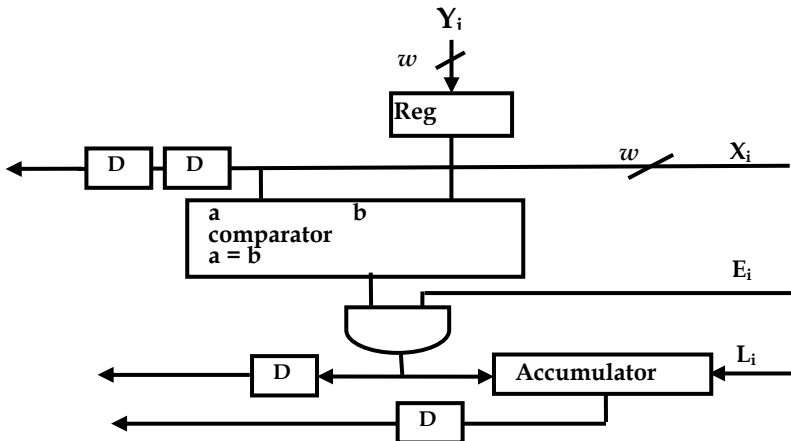 Yᵢ
w
Reg
D D w Xᵢ
a b
comparator
a = b
Eᵢ
Lᵢ
D Accumulator
D